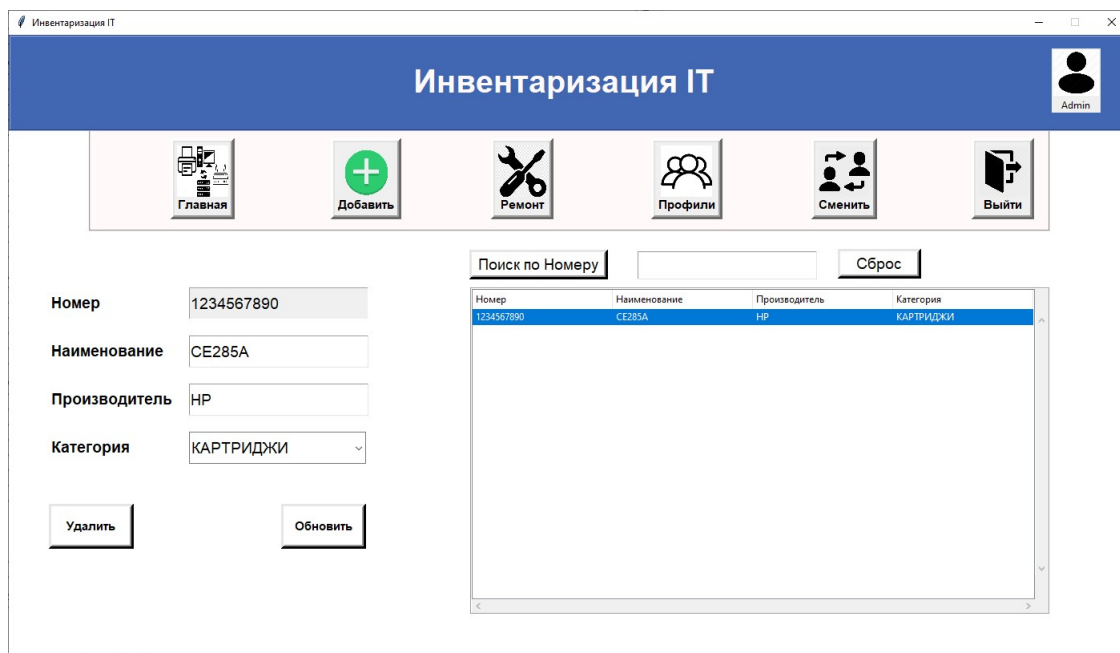 Инвентаризация IT
Инвентаризация IT
Admin
Главная Добавить Ремонт Профили Сменить Выйти
Поиск по Номеру Сброс
Номер 1234567890
Наименование CE285A
Производитель HP
Категория КАРТРИДЖИ
Удалить Обновить
Номер Наименование Производитель Категория
1234567890 CE285A HP КАРТРИДЖИ